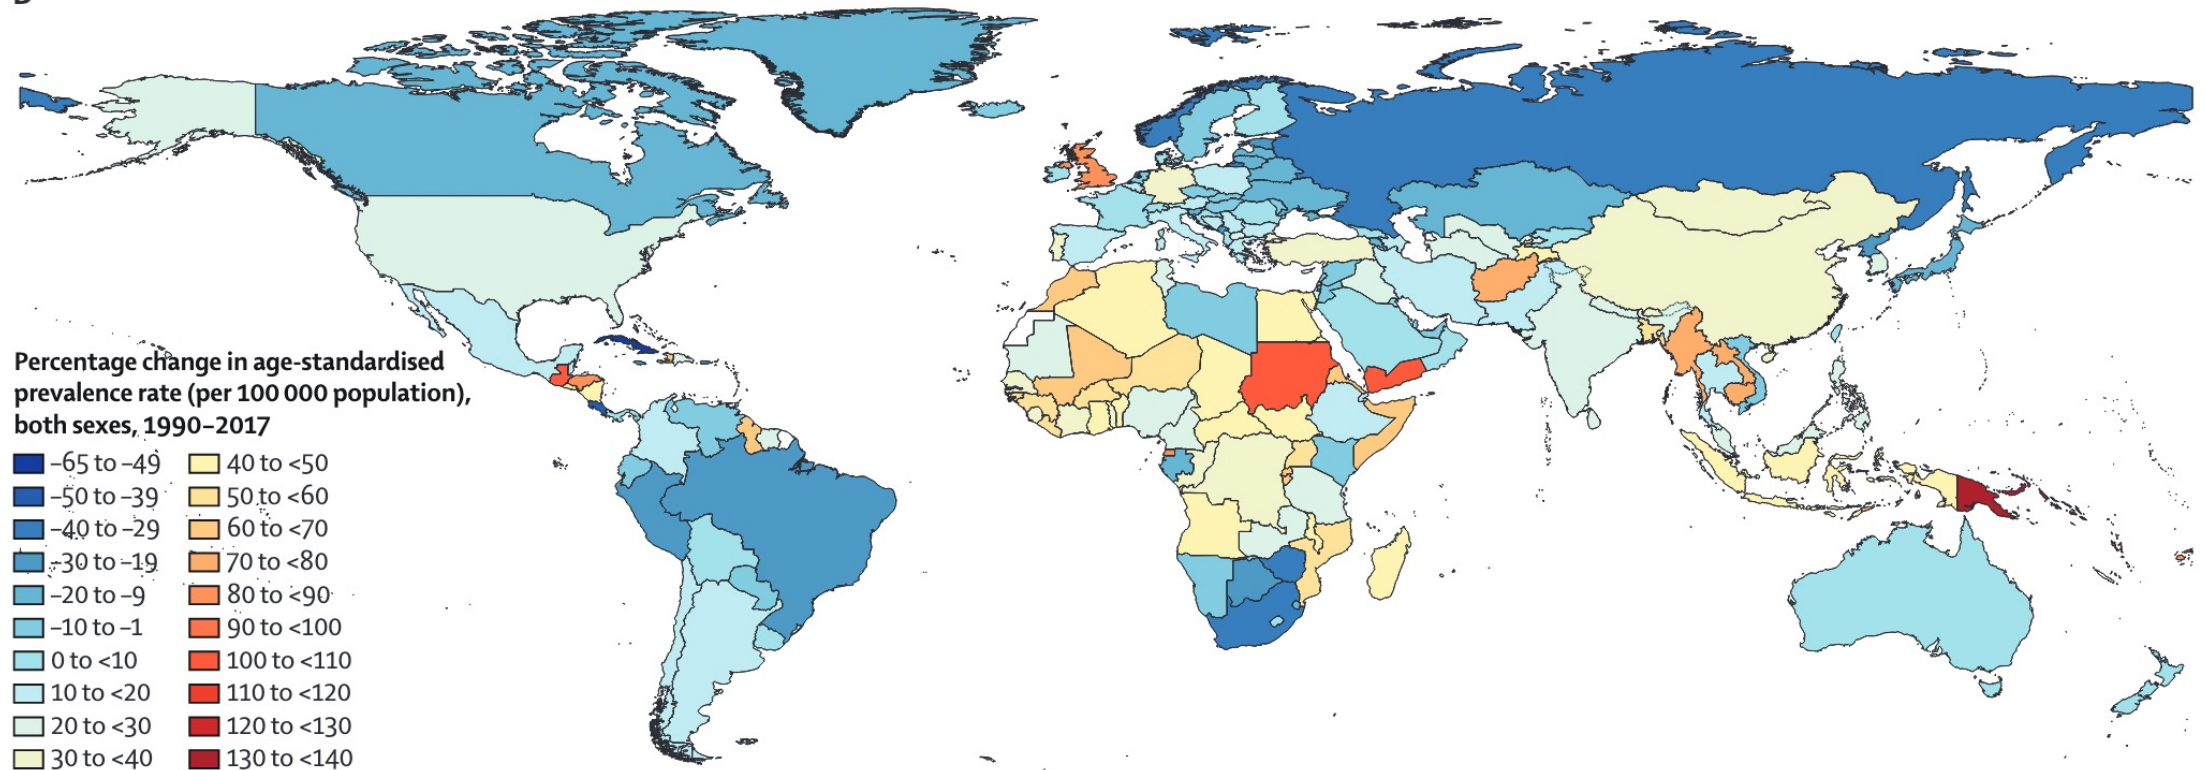 Percentage change in age-standardised
prevalence rate (per 100 000 population),
both sexes, 1990–2017
–65 to –49
–50 to –39
–40 to –29
–30 to –19
–20 to –9
–10 to –1
0 to <10
10 to <20
20 to <30
30 to <40
40 to <50
50 to <60
60 to <70
70 to <80
80 to <90
90 to <100
100 to <110
110 to <120
120 to <130
130 to <140